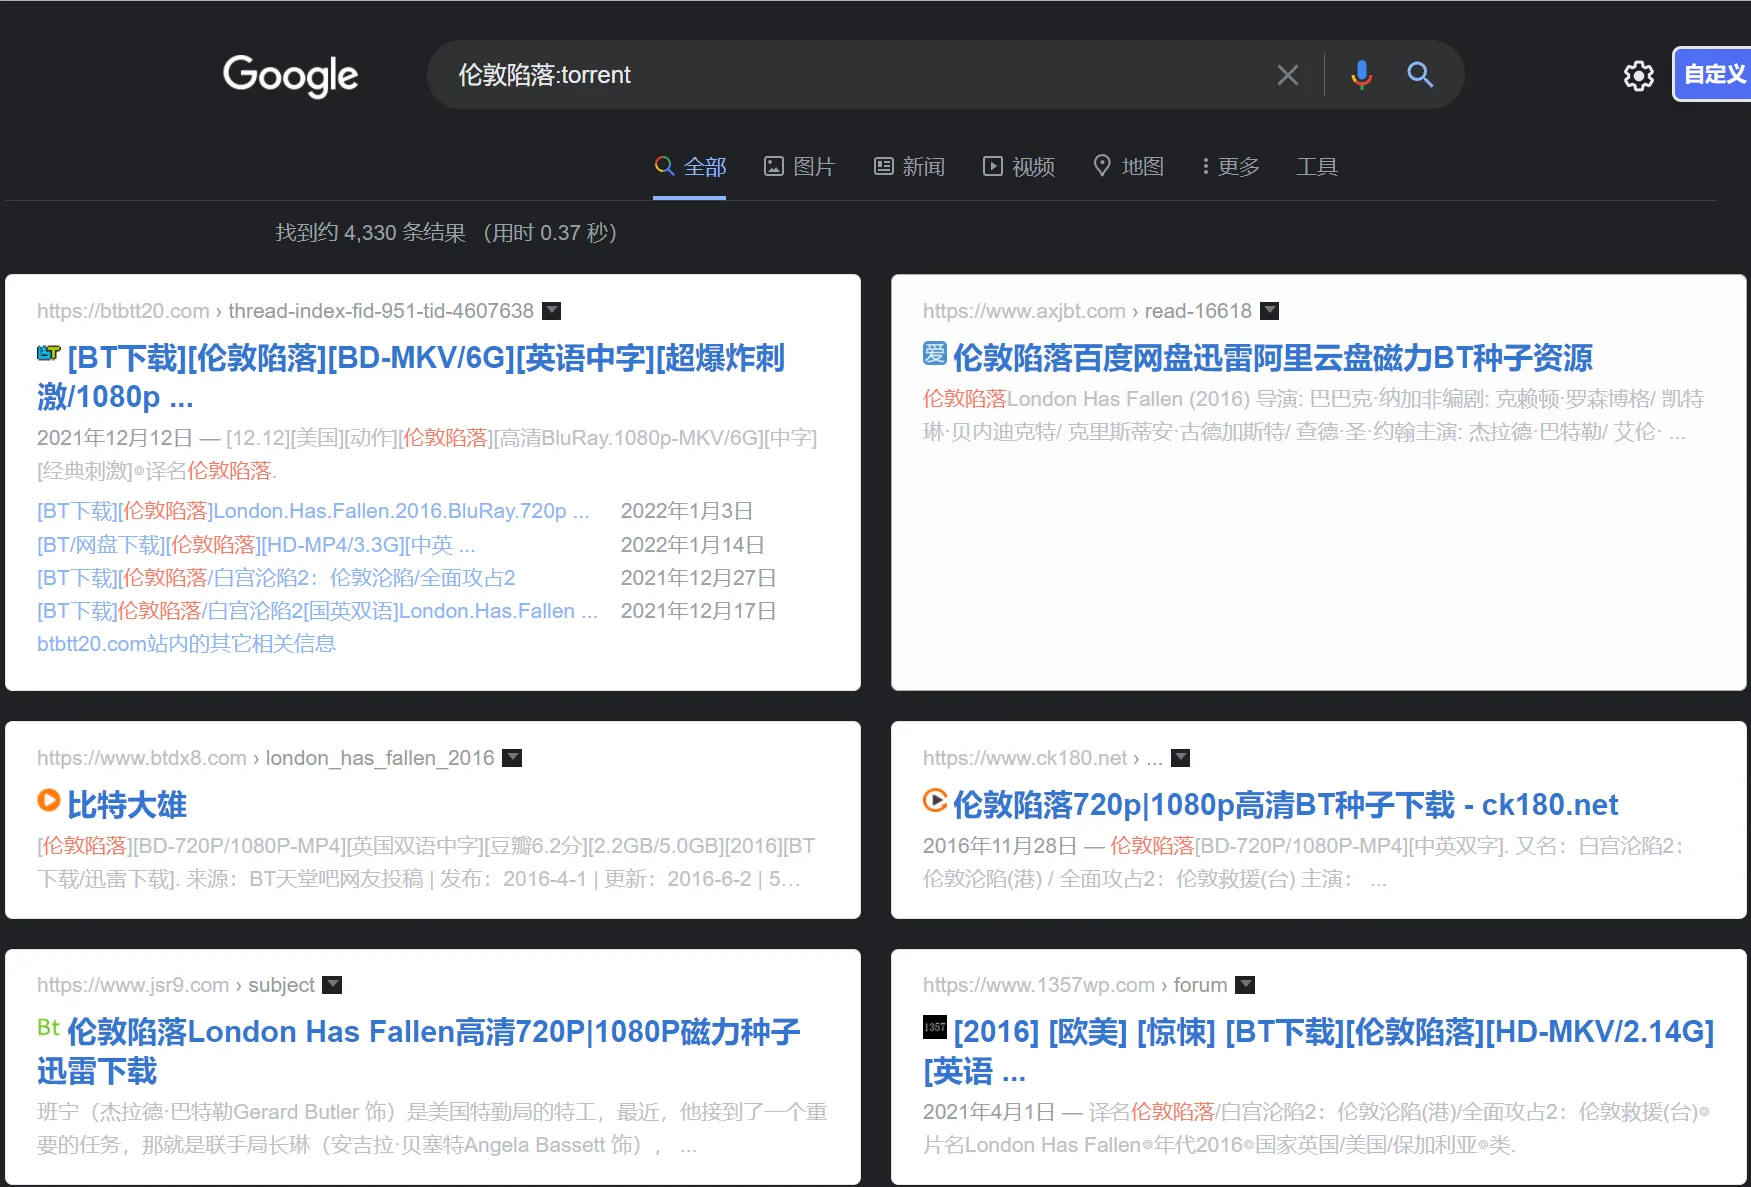 Google
伦敦陷落:torrent
自定义
全部
图片
新闻
视频
地图
更多
工具
找到约 4,330 条结果 （用时 0.37 秒）
https://btbtt20.com › thread-index-fid-951-tid-4607638
BT [BT下载][伦敦陷落][BD-MKV/6G][英语中字][超爆炸刺
激/1080p ...
2021年12月12日 — [12.12][美国][动作][伦敦陷落][高清BluRay.1080p-MKV/6G][中字]
[经典刺激]◎译名伦敦陷落.
[BT下载][伦敦陷落]London.Has.Fallen.2016.BluRay.720p ... 2022年1月3日
[BT/网盘下载][伦敦陷落][HD-MP4/3.3G][中英 ... 2022年1月14日
[BT下载][伦敦陷落/白宫沦陷2：伦敦沦陷/全面攻占2 2021年12月27日
[BT下载]伦敦陷落/白宫沦陷2[国英双语]London.Has.Fallen ... 2021年12月17日
btbtt20.com站内的其它相关信息
https://www.axjbt.com › read-16618
爱 伦敦陷落百度网盘迅雷阿里云盘磁力BT种子资源
伦敦陷落London Has Fallen (2016) 导演: 巴巴克·纳加非编剧: 克赖顿·罗森博格/ 凯特
琳·贝内迪克特/ 克里斯蒂安·古德加斯特/ 查德·圣·约翰主演: 杰拉德·巴特勒/ 艾伦· ...
https://www.btdx8.com › london_has_fallen_2016
比特大雄
[伦敦陷落][BD-720P/1080P-MP4][英国双语中字][豆瓣6.2分][2.2GB/5.0GB][2016][BT
下载/迅雷下载]. 来源：BT天堂吧网友投稿 | 发布：2016-4-1 | 更新：2016-6-2 | 5...
https://www.ck180.net › ...
伦敦陷落720p|1080p高清BT种子下载 - ck180.net
2016年11月28日 — 伦敦陷落[BD-720P/1080P-MP4][中英双字]. 又名：白宫沦陷2：
伦敦沦陷(港) / 全面攻占2：伦敦救援(台) 主演： ...
https://www.jsr9.com › subject
Bt 伦敦陷落London Has Fallen高清720P|1080P磁力种子
迅雷下载
班宁（杰拉德·巴特勒Gerard Butler 饰）是美国特勤局的特工，最近，他接到了一个重
要的任务，那就是联手局长琳（安吉拉·贝塞特Angela Bassett 饰）， ...
https://www.1357wp.com › forum
1357 [2016] [欧美] [惊悚] [BT下载][伦敦陷落][HD-MKV/2.14G]
[英语 ...
2021年4月1日 — 译名伦敦陷落/白宫沦陷2：伦敦沦陷(港)/全面攻占2：伦敦救援(台)◎
片名London Has Fallen◎年代2016◎国家英国/美国/保加利亚◎类.